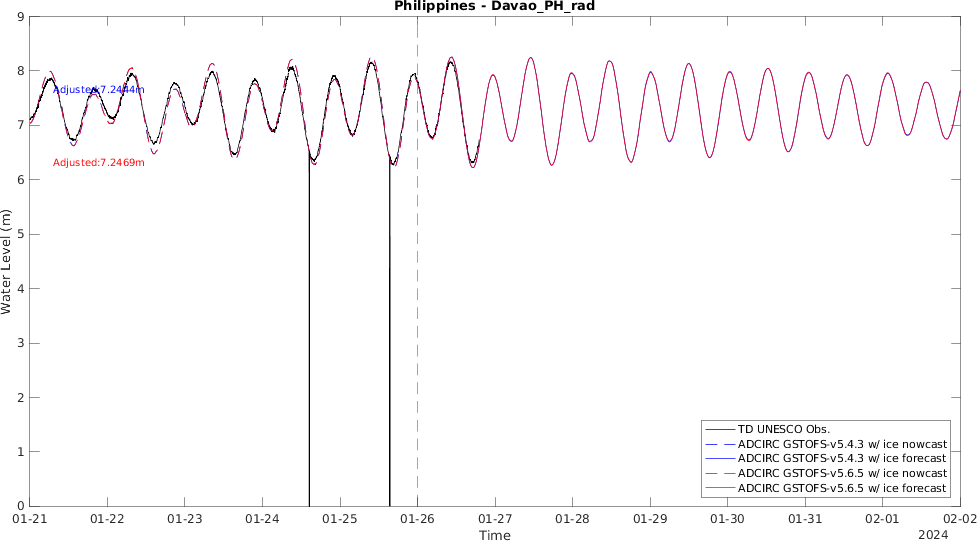 Philippines - Davao_PH_rad
9
8
7
6
5
4
3
2
1
0
Water Level (m)
Adjusted:7.2444m
Adjusted:7.2469m
TD UNESCO Obs.
ADCIRC GSTOFS-v5.4.3 w/ ice nowcast
ADCIRC GSTOFS-v5.4.3 w/ ice forecast
ADCIRC GSTOFS-v5.6.5 w/ ice nowcast
ADCIRC GSTOFS-v5.6.5 w/ ice forecast
01-21 01-22 01-23 01-24 01-25 01-26 01-27 01-28 01-29 01-30 01-31 02-01 02-02
Time
2024